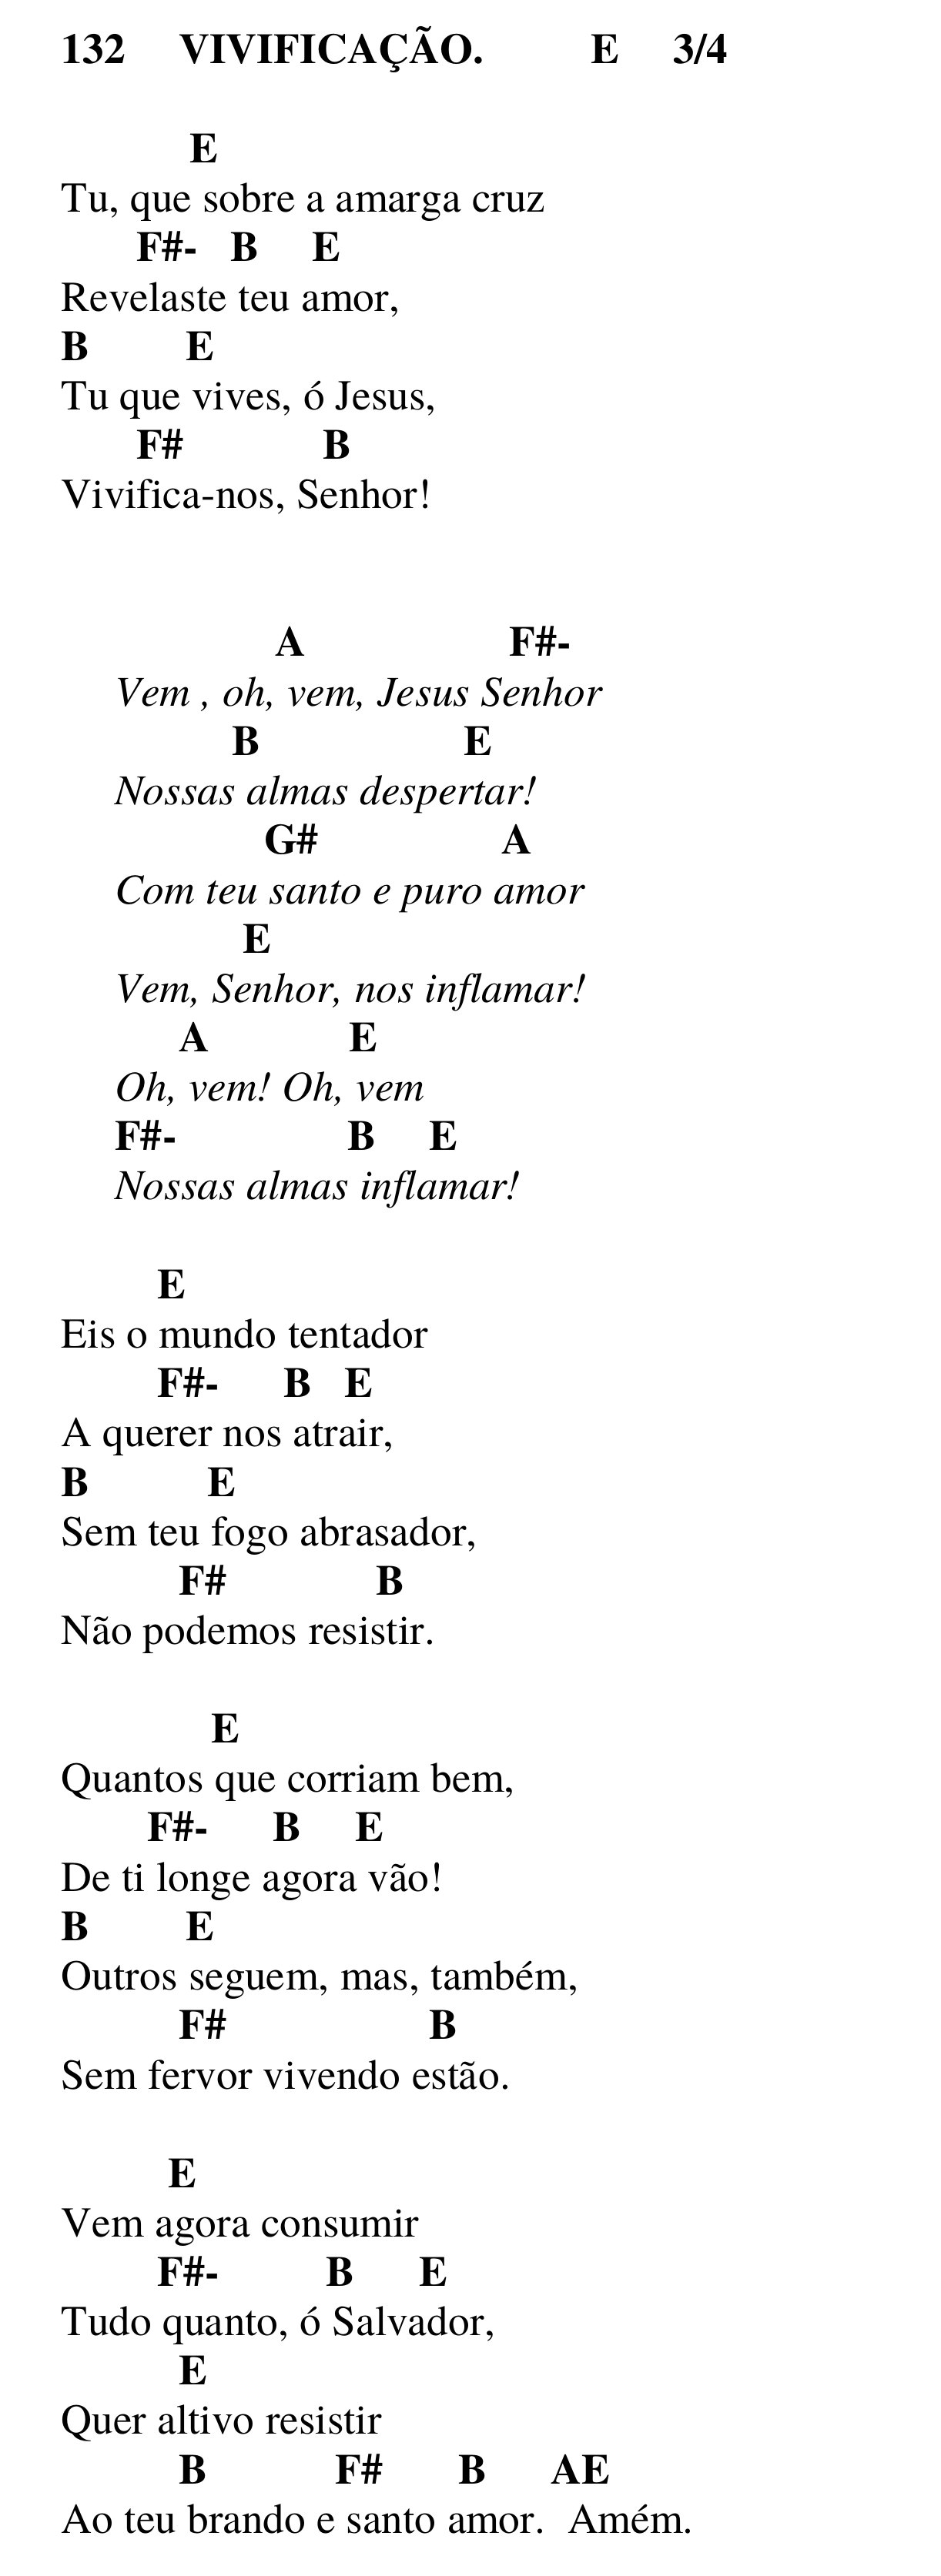 132     VIVIFICAÇÃO.          E     3/4
            E
Tu, que sobre a amarga cruz
       F#-   B     E
Revelaste teu amor,
B         E
Tu que vives, ó Jesus,
       F#             B
Vivifica-nos, Senhor!
               A                   F#-
Vem , oh, vem, Jesus Senhor
           B                   E
Nossas almas despertar!
              G#                 A
Com teu santo e puro amor
            E
Vem, Senhor, nos inflamar!
      A             E
Oh, vem! Oh, vem
F#-                B     E
Nossas almas inflamar!
         E
Eis o mundo tentador
         F#-      B   E
A querer nos atrair,
B           E
Sem teu fogo abrasador,
           F#              B
Não podemos resistir.
              E
Quantos que corriam bem,
        F#-      B     E
De ti longe agora vão!
B         E
Outros seguem, mas, também,
           F#                   B
Sem fervor vivendo estão.
          E
Vem agora consumir
         F#-          B      E
Tudo quanto, ó Salvador,
           E
Quer altivo resistir
           B            F#       B      AE
Ao teu brando e santo amor.  Amém.